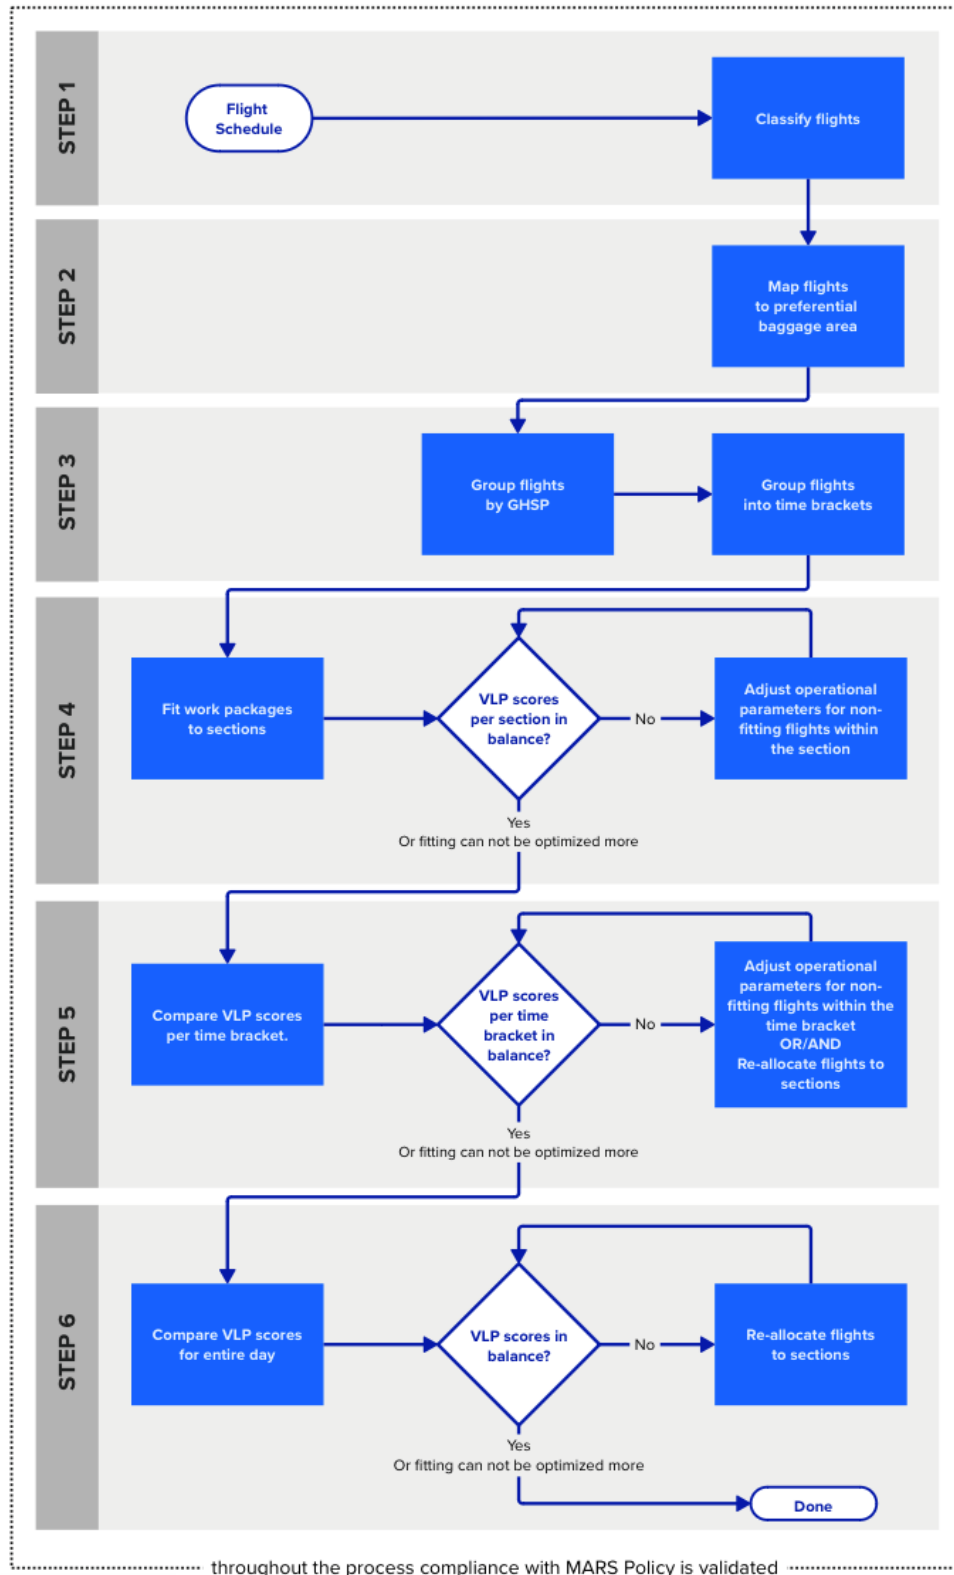 STEP 1
Flight
Schedule
Classify flights
STEP 2
Map flights
to preferential
baggage area
STEP 3
Group flights
by GHSP
Group flights
into time brackets
STEP 4
Fit work packages
to sections
VLP scores
per section in
balance?
No
Adjust operational
parameters for non-
fitting flights within
the section
Yes
Or fitting can not be optimized more
STEP 5
Compare VLP scores
per time bracket.
VLP scores
per time
bracket in
balance?
No
Adjust operational
parameters for non-
fitting flights within the
time bracket
OR/AND
Re-allocate flights to
sections
Yes
Or fitting can not be optimized more
STEP 6
Compare VLP scores
for entire day
VLP scores in
balance?
No
Re-allocate flights
to sections
Yes
Or fitting can not be optimized more
Done
throughout the process compliance with MARS Policy is validated